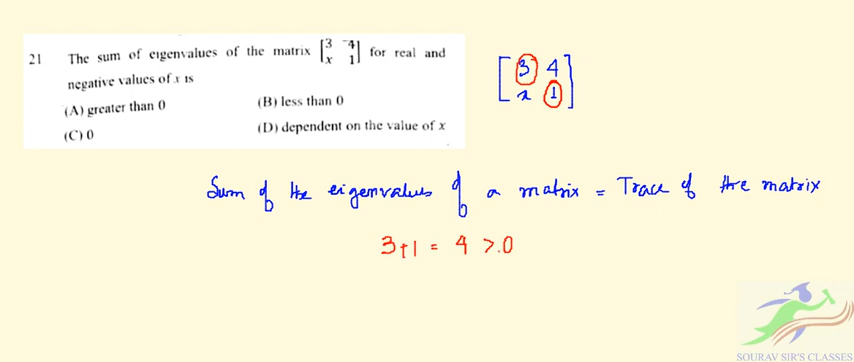 21 The sum of eigenvalues of the matrix [3 -4] for real and
[x 1]
negative values of x is
(A) greater than 0 (B) less than 0
(C) 0 (D) dependent on the value of x
[3 4]
[x 1]
Sum of the eigenvalues of a matrix = Trace of the matrix
3+1 = 4 >.0
SOURAV SIR'S CLASSES